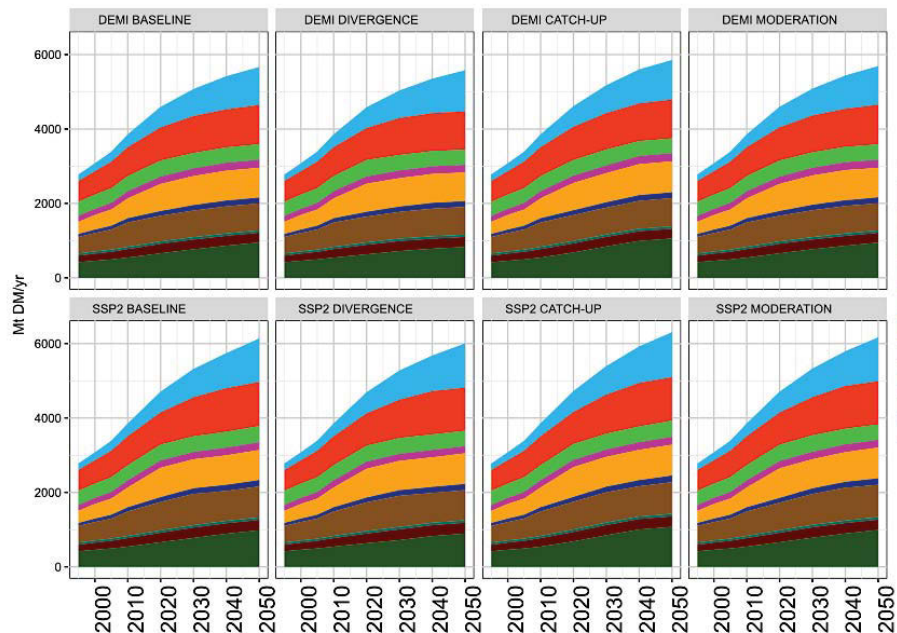 DEMI BASELINE
DEMI DIVERGENCE
DEMI CATCH-UP
DEMI MODERATION
6000
4000
2000
0
Mt DM/yr
SSP2 BASELINE
SSP2 DIVERGENCE
SSP2 CATCH-UP
SSP2 MODERATION
6000
4000
2000
0
2000 2010 2020 2030 2040 2050
2000 2010 2020 2030 2040 2050
2000 2010 2020 2030 2040 2050
2000 2010 2020 2030 2040 2050